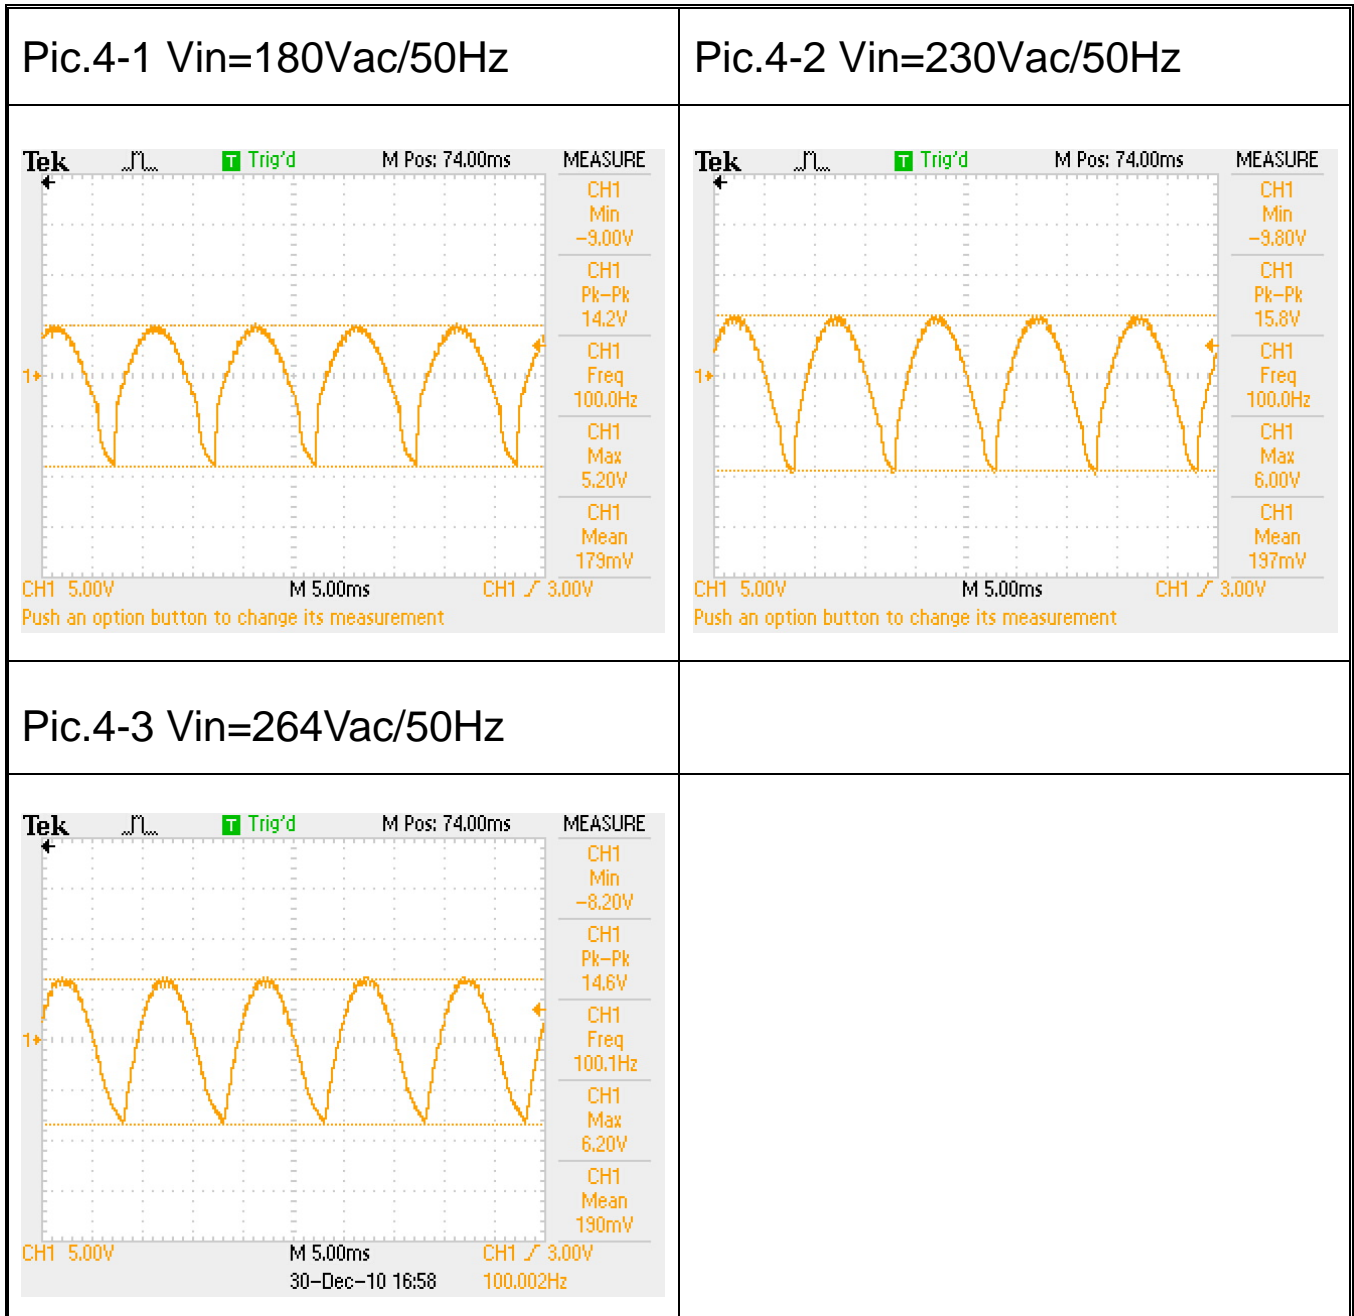 Pic.4-1 Vin=180Vac/50Hz
Pic.4-2 Vin=230Vac/50Hz
Tek T Trig'd M Pos: 74.00ms MEASURE
CH1
Min
−9.00V
CH1
Pk−Pk
14.2V
CH1
Freq
100.0Hz
CH1
Max
5.20V
CH1
Mean
179mV
1
CH1 5.00V M 5.00ms CH1 3.00V
Push an option button to change its measurement
Tek T Trig'd M Pos: 74.00ms MEASURE
CH1
Min
−9.80V
CH1
Pk−Pk
15.8V
CH1
Freq
100.0Hz
CH1
Max
6.00V
CH1
Mean
197mV
1
CH1 5.00V M 5.00ms CH1 3.00V
Push an option button to change its measurement
Pic.4-3 Vin=264Vac/50Hz
Tek T Trig'd M Pos: 74.00ms MEASURE
CH1
Min
−8.20V
CH1
Pk−Pk
14.6V
CH1
Freq
100.1Hz
CH1
Max
6.20V
CH1
Mean
190mV
1
CH1 5.00V M 5.00ms CH1 3.00V
30−Dec−10 16:58 100.002Hz